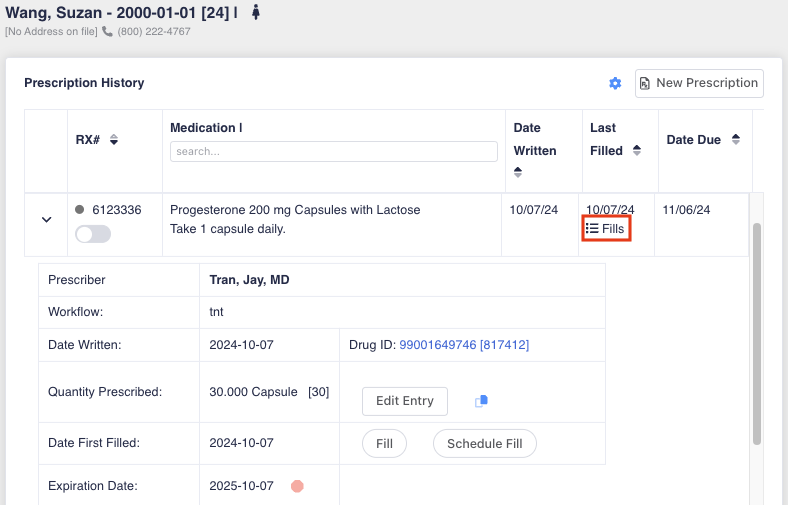 Wang, Suzan - 2000-01-01 [24] |
[No Address on file] (800) 222-4767
Prescription History
New Prescription
RX#
Medication |
search...
Date Written
Last Filled
Date Due
6123336
Progesterone 200 mg Capsules with Lactose
Take 1 capsule daily.
10/07/24
10/07/24
Fills
11/06/24
Prescriber Tran, Jay, MD
Workflow: tnt
Date Written: 2024-10-07 Drug ID: 99001649746 [817412]
Quantity Prescribed: 30.000 Capsule [30] Edit Entry
Date First Filled: 2024-10-07 Fill Schedule Fill
Expiration Date: 2025-10-07